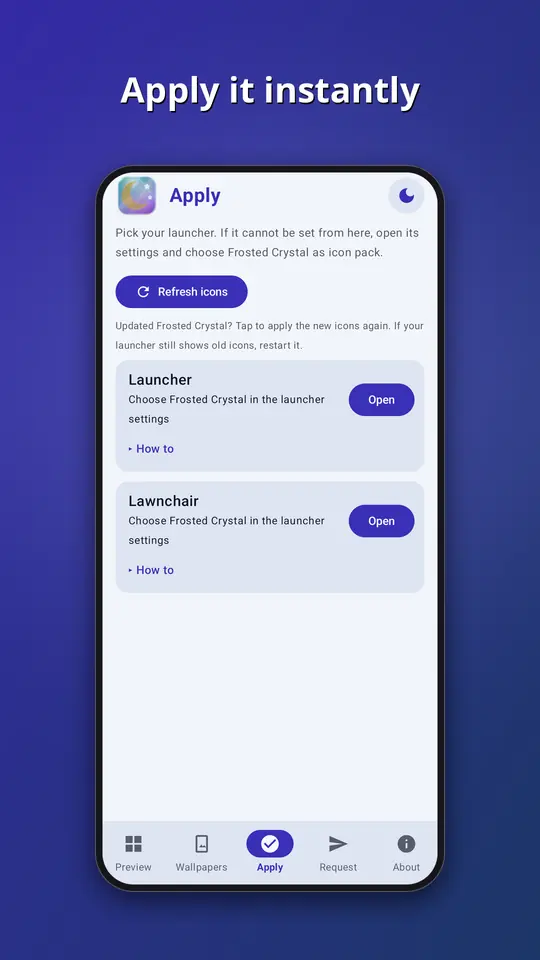 Apply it instantly
Apply
Pick your launcher. If it cannot be set from here, open its
settings and choose Frosted Crystal as icon pack.
Refresh icons
Updated Frosted Crystal? Tap to apply the new icons again. If your
launcher still shows old icons, restart it.
Launcher
Choose Frosted Crystal in the launcher
settings
Open
▸ How to
Lawnchair
Choose Frosted Crystal in the launcher
settings
Open
▸ How to
Preview
Wallpapers
Apply
Request
About